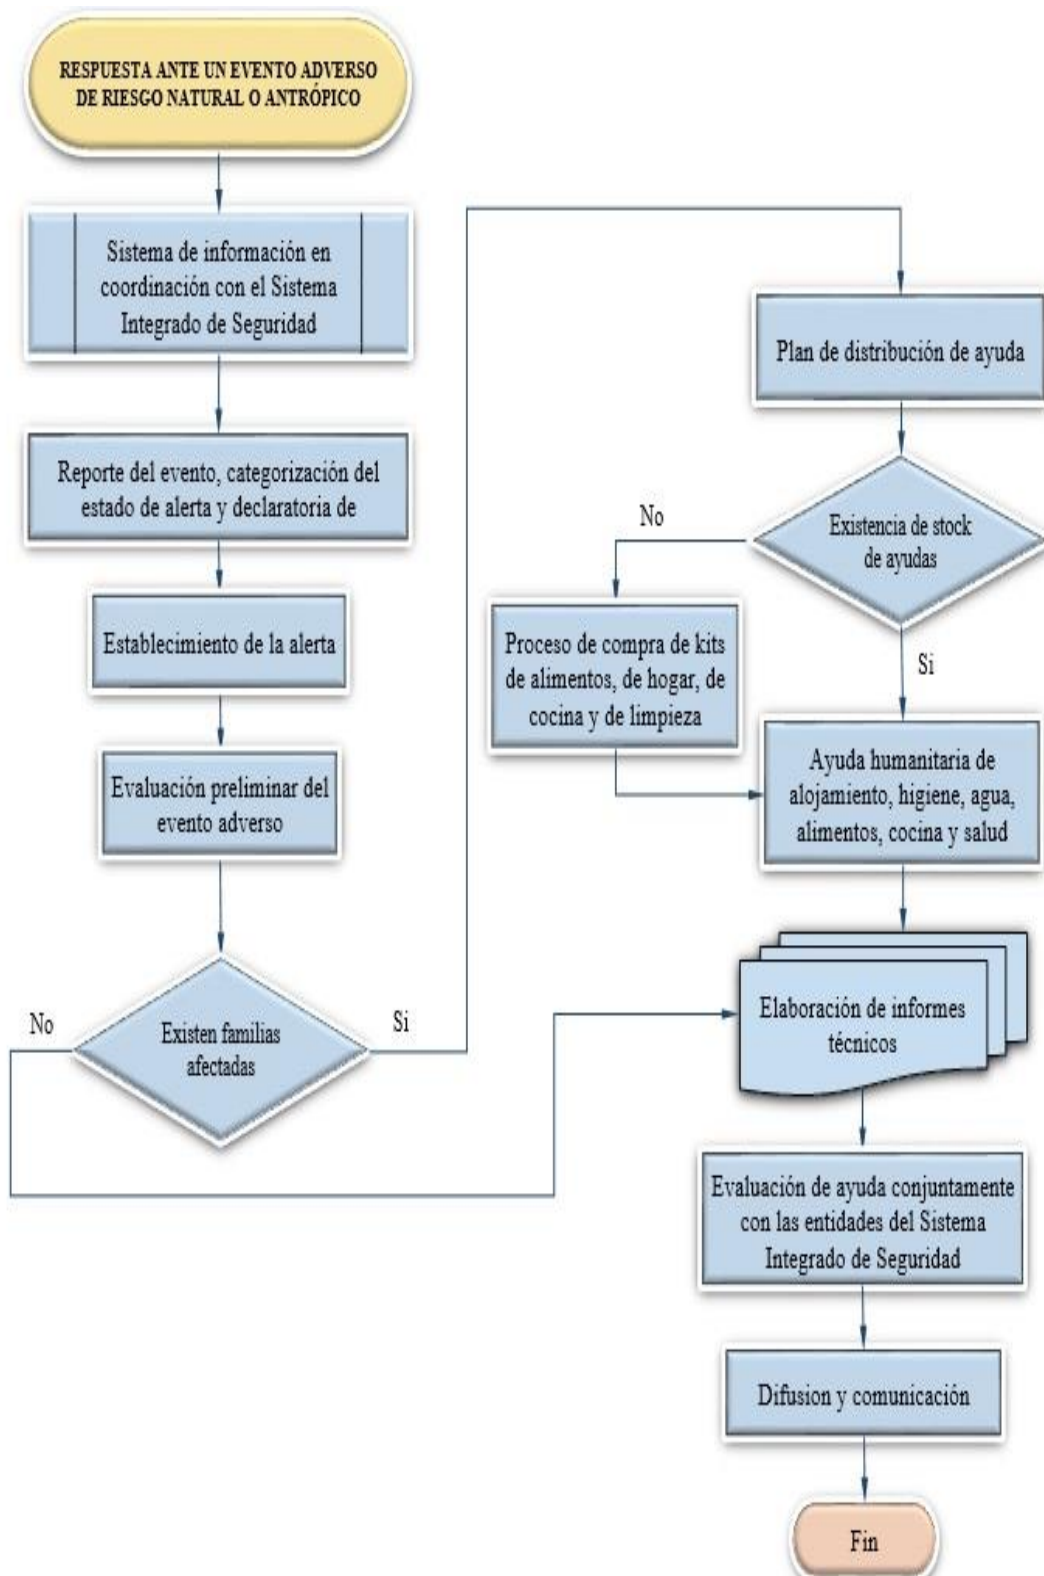 RESPUESTA ANTE UN EVENTO ADVERSO
DE RIESGO NATURAL O ANTRÓPICO
Sistema de información en
coordinación con el Sistema
Integrado de Seguridad
Reporte del evento, categorización del
estado de alerta y declaratoria de
Establecimiento de la alerta
Evaluación preliminar del
evento adverso
Existen familias
afectadas
No
Si
Plan de distribución de ayuda
Existencia de stock
de ayudas
No
Si
Proceso de compra de kits
de alimentos, de hogar, de
cocina y de limpieza
Ayuda humanitaria de
alojamiento, higiene, agua,
alimentos, cocina y salud
Elaboración de informes
técnicos
Evaluación de ayuda conjuntamente
con las entidades del Sistema
Integrado de Seguridad
Difusion y comunicación
Fin